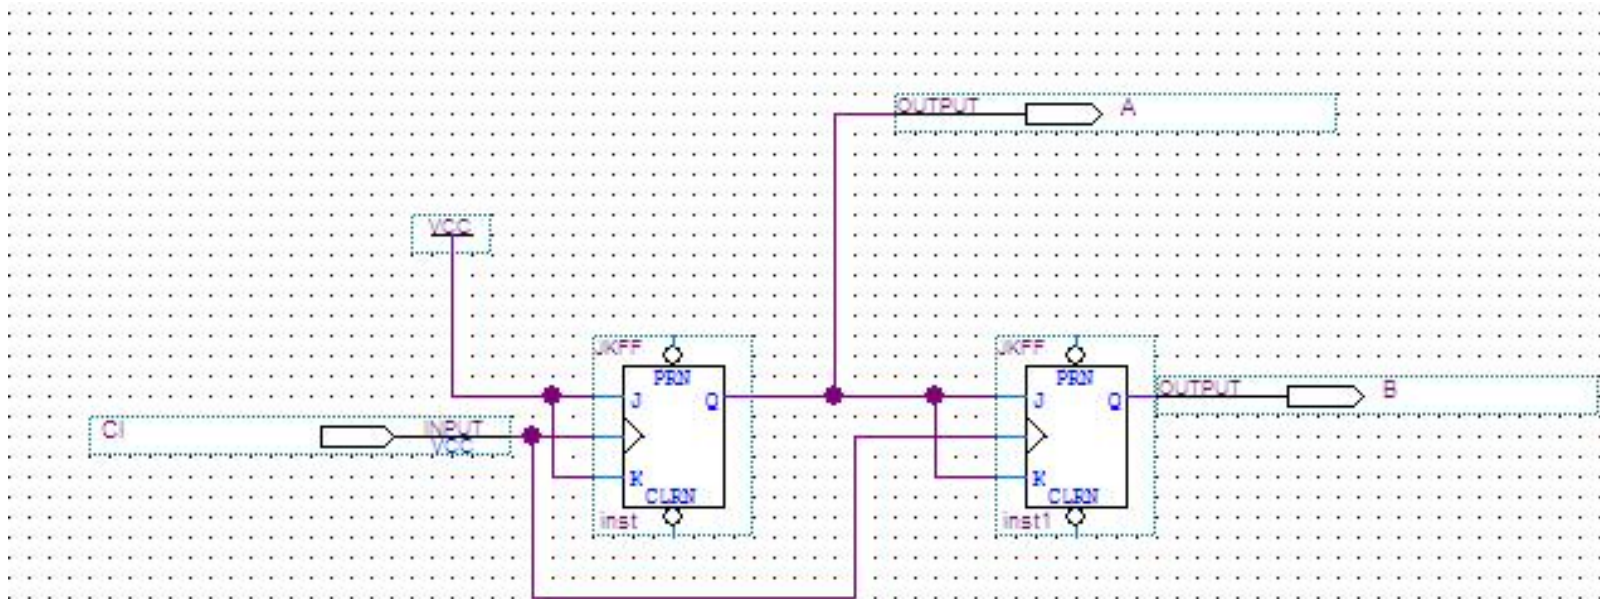 OUTPUT A
VCC
JKFF
PRN
J Q
K
CLRN
inst
JKFF
PRN
J Q
K
CLRN
inst1
OUTPUT B
CI INPUT
VCC